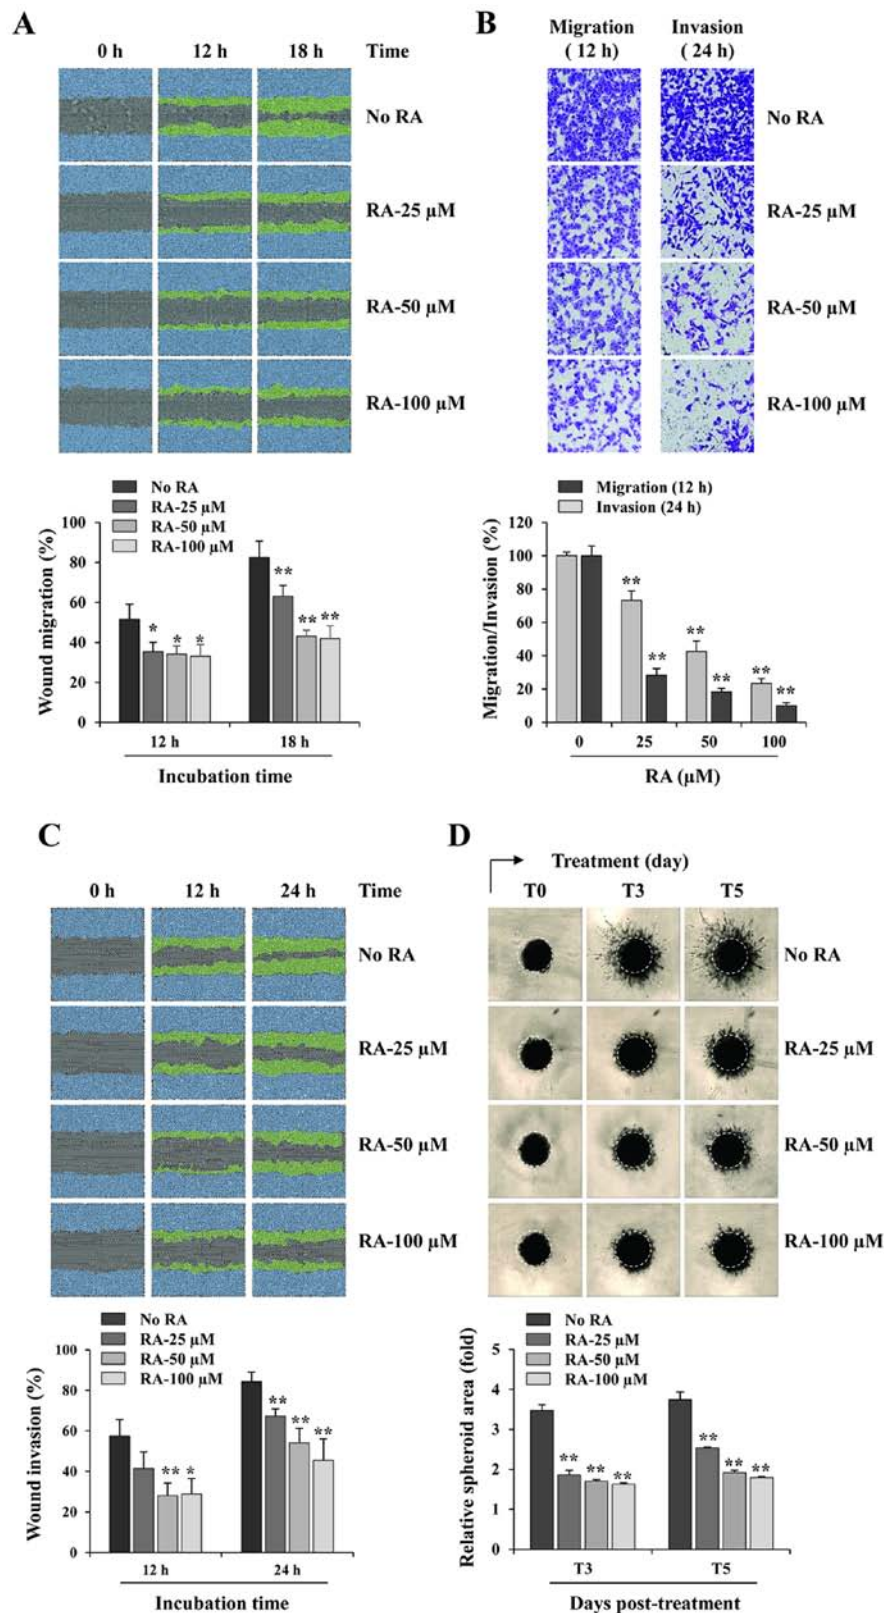 A
0 h 12 h 18 h Time
No RA
RA-25 µM
RA-50 µM
RA-100 µM
No RA
RA-25 µM
RA-50 µM
RA-100 µM
Wound migration (%)
100
80
60
40
20
0
*
*
*
**
**
**
12 h 18 h
Incubation time
B
Migration Invasion
( 12 h) ( 24 h)
No RA
RA-25 µM
RA-50 µM
RA-100 µM
Migration (12 h)
Invasion (24 h)
Migration/Invasion (%)
120
100
80
60
40
20
0
**
**
**
**
**
**
0 25 50 100
RA (µM)
C
0 h 12 h 24 h Time
No RA
RA-25 µM
RA-50 µM
RA-100 µM
No RA
RA-25 µM
RA-50 µM
RA-100 µM
Wound invasion (%)
100
80
60
40
20
0
**
*
**
**
**
12 h 24 h
Incubation time
D
Treatment (day)
T0 T3 T5
No RA
RA-25 µM
RA-50 µM
RA-100 µM
No RA
RA-25 µM
RA-50 µM
RA-100 µM
Relative spheroid area (fold)
5
4
3
2
1
0
**
**
**
**
**
**
T3 T5
Days post-treatment